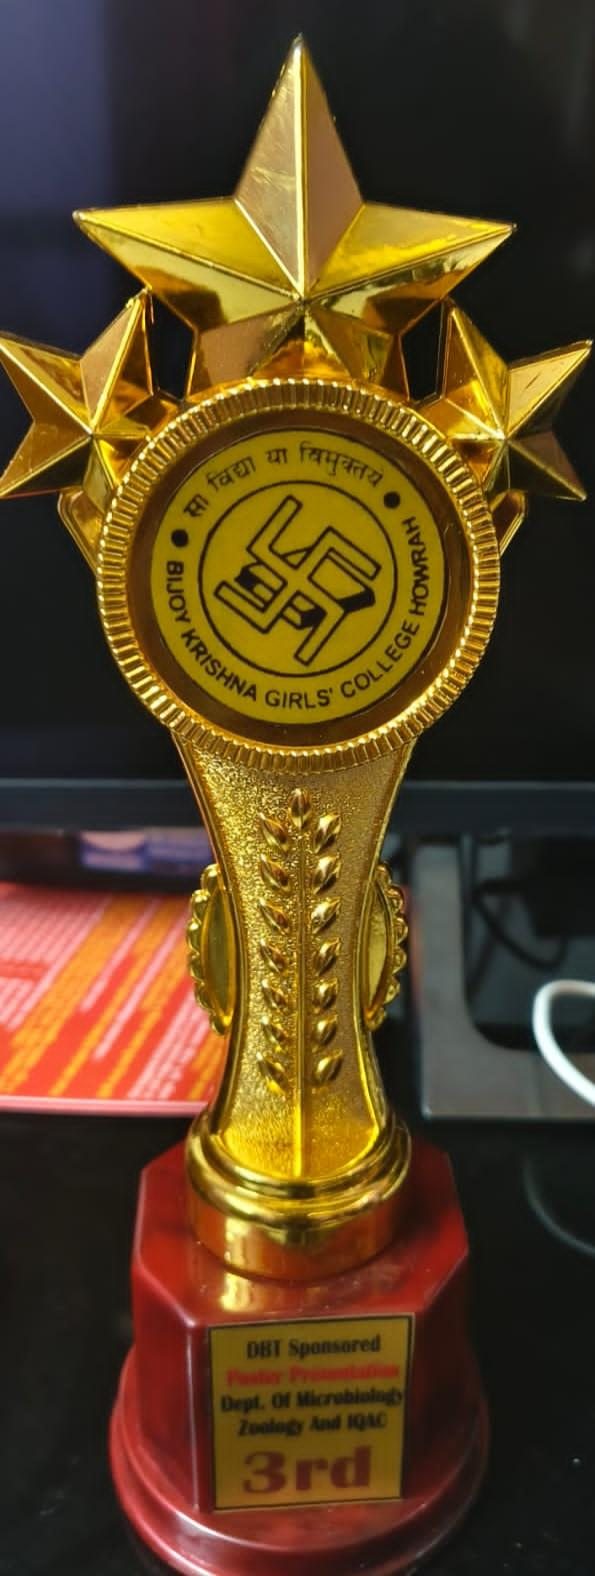 सा विद्या या विमुक्तये
BIJOY KRISHNA GIRLS' COLLEGE HOWRAH
DBT Sponsored
Poster Presentation
Dept. Of Microbiology
Zoology And IQAC
3rd